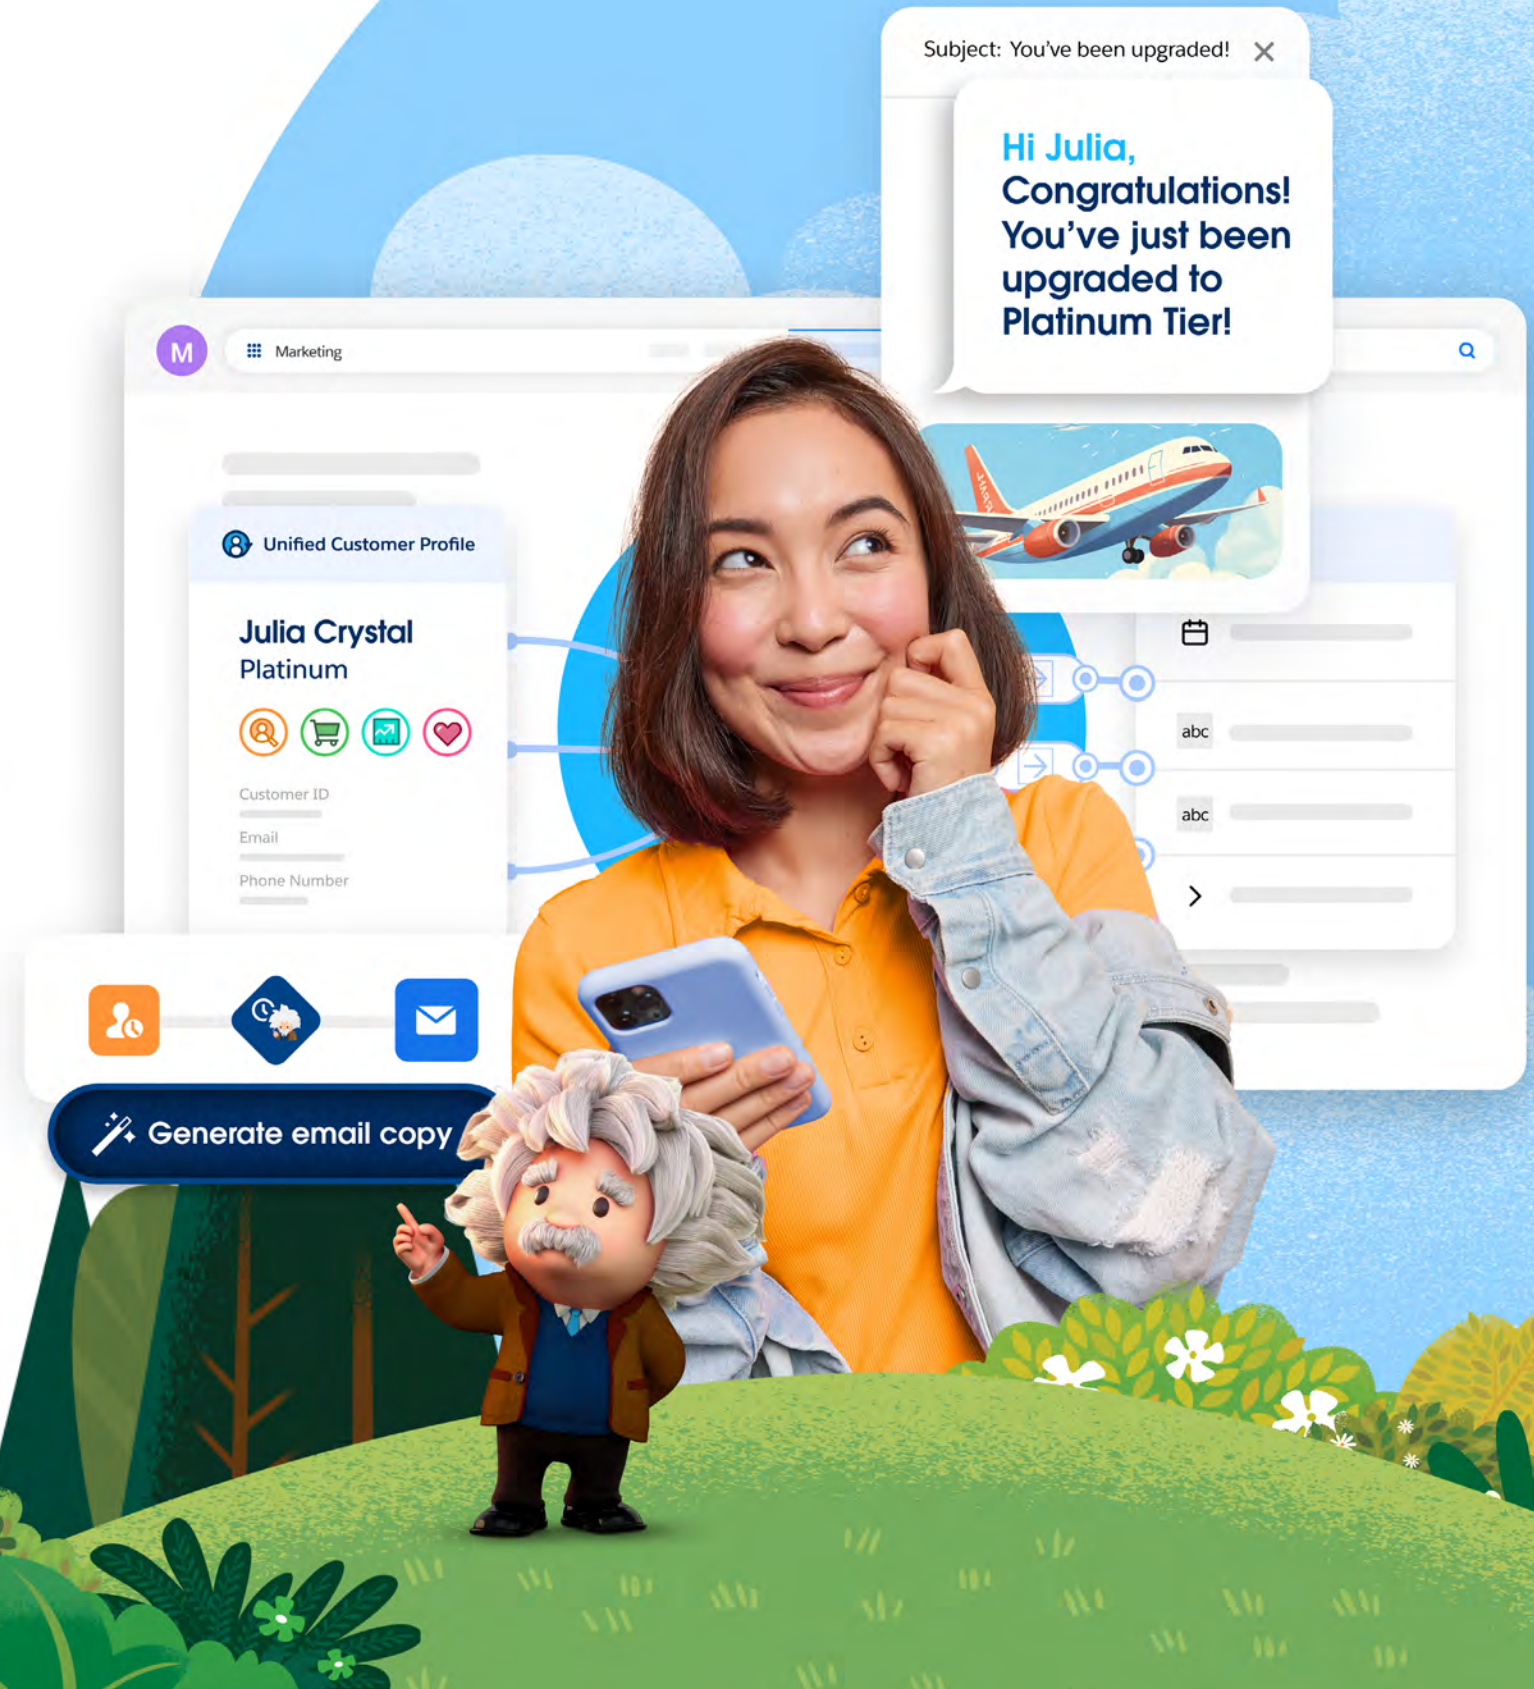 Subject: You've been upgraded!
Hi Julia,
Congratulations!
You've just been
upgraded to
Platinum Tier!
M
Marketing
Unified Customer Profile
Julia Crystal
Platinum
Customer ID
Email
Phone Number
abc
abc
Generate email copy